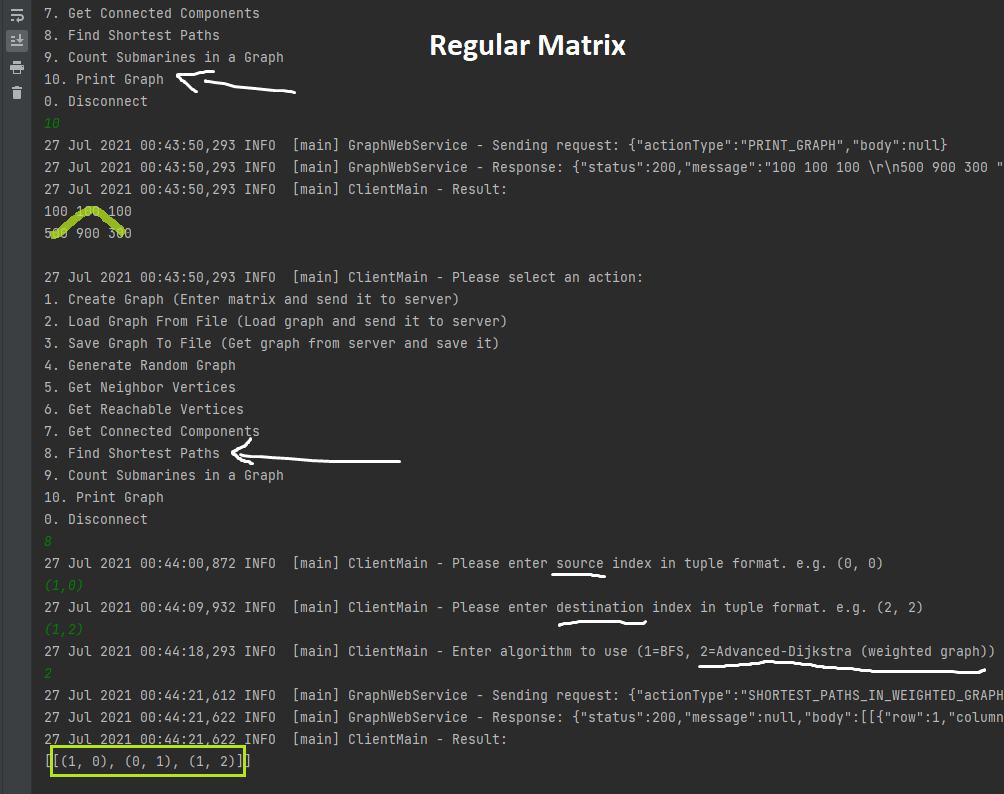 7. Get Connected Components
8. Find Shortest Paths
Regular Matrix
9. Count Submarines in a Graph
10. Print Graph
0. Disconnect
10
27 Jul 2021 00:43:50,293 INFO  [main] GraphWebService - Sending request: {"actionType":"PRINT_GRAPH","body":null}
27 Jul 2021 00:43:50,293 INFO  [main] GraphWebService - Response: {"status":200,"message":"100 100 100 \r\n500 900 300 "
27 Jul 2021 00:43:50,293 INFO  [main] ClientMain - Result:
100 100 100
500 900 300
27 Jul 2021 00:43:50,293 INFO  [main] ClientMain - Please select an action:
1. Create Graph (Enter matrix and send it to server)
2. Load Graph From File (Load graph and send it to server)
3. Save Graph To File (Get graph from server and save it)
4. Generate Random Graph
5. Get Neighbor Vertices
6. Get Reachable Vertices
7. Get Connected Components
8. Find Shortest Paths
9. Count Submarines in a Graph
10. Print Graph
0. Disconnect
8
27 Jul 2021 00:44:00,872 INFO  [main] ClientMain - Please enter source index in tuple format. e.g. (0, 0)
(1,0)
27 Jul 2021 00:44:09,932 INFO  [main] ClientMain - Please enter destination index in tuple format. e.g. (2, 2)
(1,2)
27 Jul 2021 00:44:18,293 INFO  [main] ClientMain - Enter algorithm to use (1=BFS, 2=Advanced-Dijkstra (weighted graph))
2
27 Jul 2021 00:44:21,612 INFO  [main] GraphWebService - Sending request: {"actionType":"SHORTEST_PATHS_IN_WEIGHTED_GRAPH
27 Jul 2021 00:44:21,622 INFO  [main] GraphWebService - Response: {"status":200,"message":null,"body":[[{"row":1,"column
27 Jul 2021 00:44:21,622 INFO  [main] ClientMain - Result:
[[(1, 0), (0, 1), (1, 2)]]